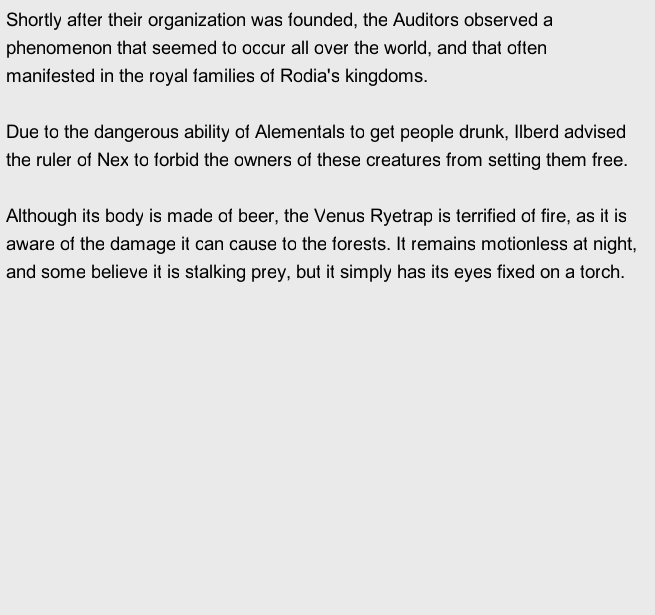 Shortly after their organization was founded, the Auditors observed a
phenomenon that seemed to occur all over the world, and that often
manifested in the royal families of Rodia's kingdoms.

Due to the dangerous ability of Alementals to get people drunk, Ilberd advised
the ruler of Nex to forbid the owners of these creatures from setting them free.

Although its body is made of beer, the Venus Ryetrap is terrified of fire, as it is
aware of the damage it can cause to the forests. It remains motionless at night,
and some believe it is stalking prey, but it simply has its eyes fixed on a torch.